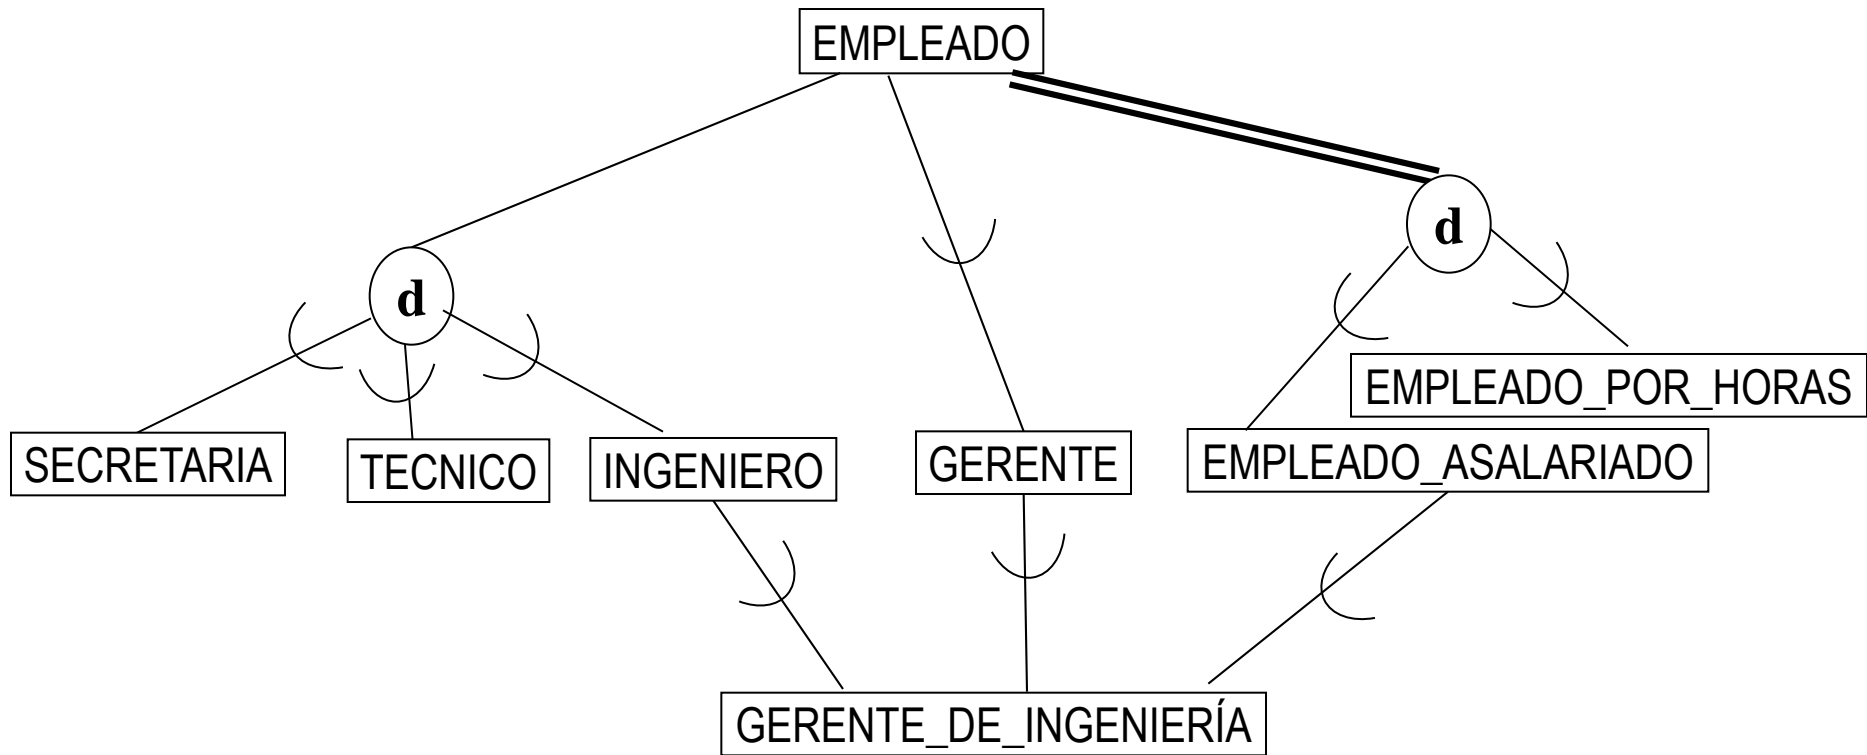 EMPLEADO
d
d
EMPLEADO_POR_HORAS
SECRETARIA
TECNICO
INGENIERO
GERENTE
EMPLEADO_ASALARIADO
GERENTE_DE_INGENIERÍA